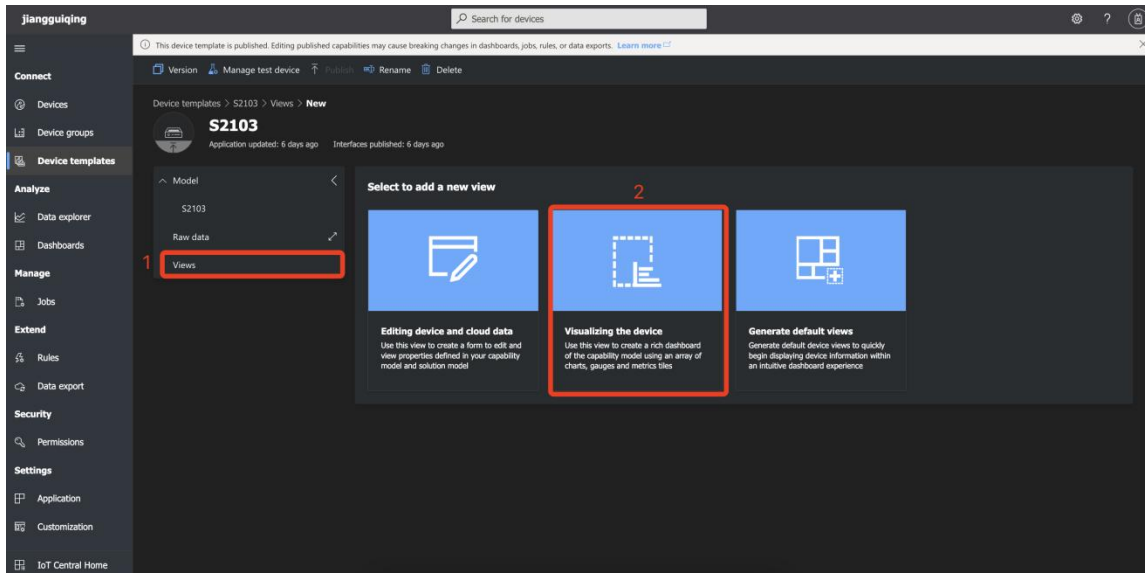 jiangguiqing
Search for devices
?
This device template is published. Editing published capabilities may cause breaking changes in dashboards, jobs, rules, or data exports. Learn more
Version Manage test device Publish Rename Delete
Connect
Devices
Device groups
Device templates
Analyze
Data explorer
Dashboards
Manage
Jobs
Extend
Rules
Data export
Security
Permissions
Settings
Application
Customization
IoT Central Home
Device templates > S2103 > Views > New
S2103
Application updated: 6 days ago Interfaces published: 6 days ago
Model
S2103
Raw data
1
Views
Select to add a new view
2
Editing device and cloud data
Use this view to create a form to edit and
view properties defined in your capability
model and solution model
Visualizing the device
Use this view to create a rich dashboard
of the capability model using an array of
charts, gauges and metrics tiles
Generate default views
Generate default device views to quickly
begin displaying device information within
an intuitive dashboard experience